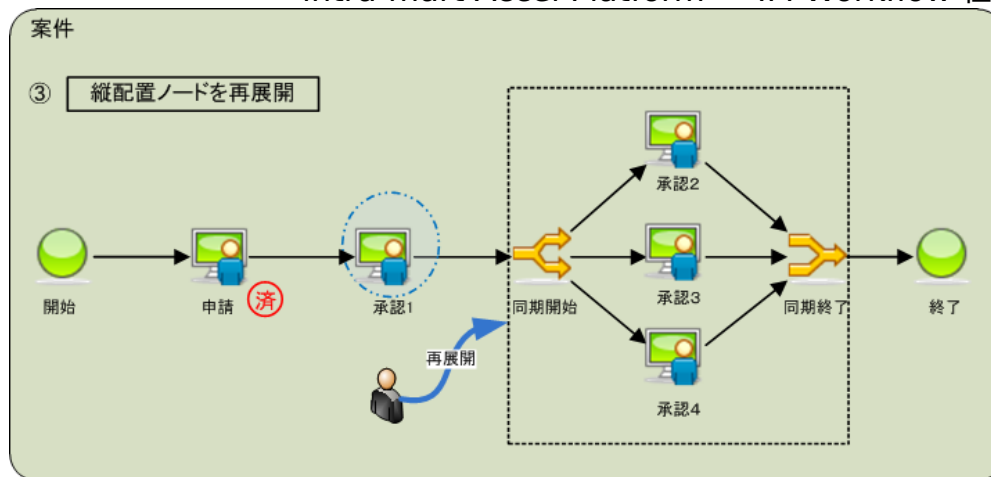 案件
③ 縦配置ノードを再展開
承認2
開始
申請
済
承認1
同期開始
承認3
同期終了
終了
再展開
承認4